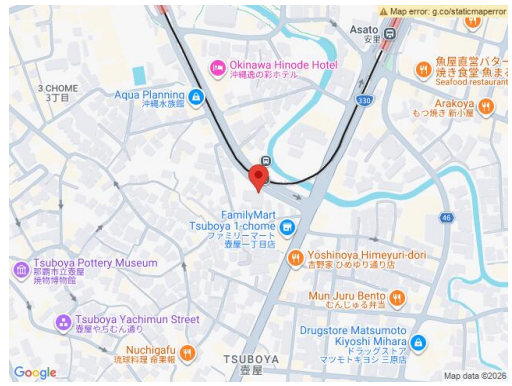 Map error: g.co/staticmaperror
Asato
安里
Okinawa Hinode Hotel
沖縄逸の彩ホテル
魚屋直営バター
焼き食堂·魚まる
Seafood restaurant
3 CHOME
3丁目
Aqua Planning
沖縄水族館
330
Arakoya
もつ焼き 新小屋
FamilyMart
Tsuboya 1-chome
ファミリーマート
壺屋一丁目店
46
Yoshinoya Himeyuri-dori
吉野家 ひめゆり通り店
Tsuboya Pottery Museum
那覇市立壺屋
焼物博物館
Mun Juru Bento
むんじゅる弁当
Tsuboya Yachimun Street
壺屋やちむん通り
Drugstore Matsumoto
Kiyoshi Mihara
ドラッグストア
マツモトキヨシ 三原店
Nuchigafu
琉球料理 命果報
TSUBOYA
壺屋
Google
Map data ©2026